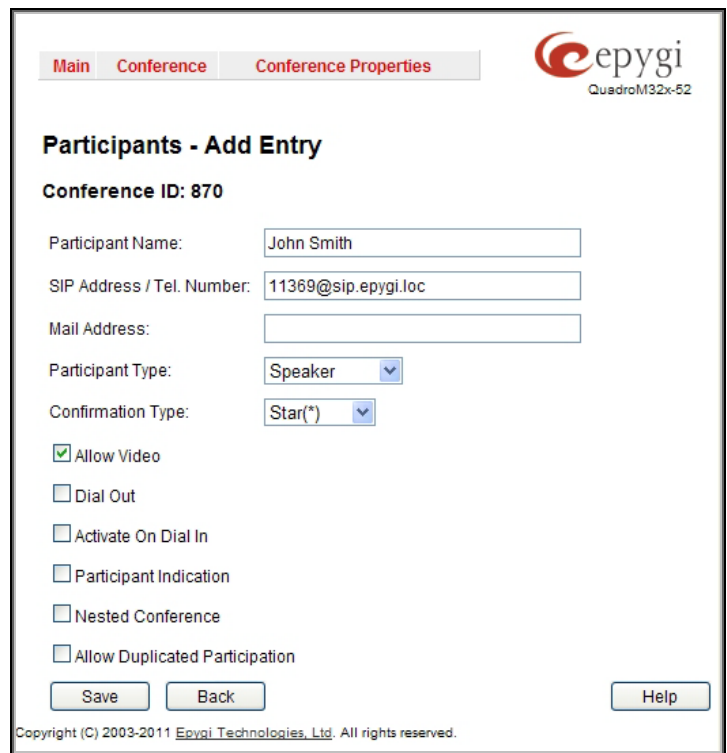 Main Conference Conference Properties
epygi
QuadroM32x-52
Participants - Add Entry
Conference ID: 870
Participant Name: John Smith
SIP Address / Tel. Number: 11369@sip.epygi.loc
Mail Address:
Participant Type: Speaker
Confirmation Type: Star(*)
Allow Video
Dial Out
Activate On Dial In
Participant Indication
Nested Conference
Allow Duplicated Participation
Save Back Help
Copyright (C) 2003-2011 Epygi Technologies, Ltd. All rights reserved.